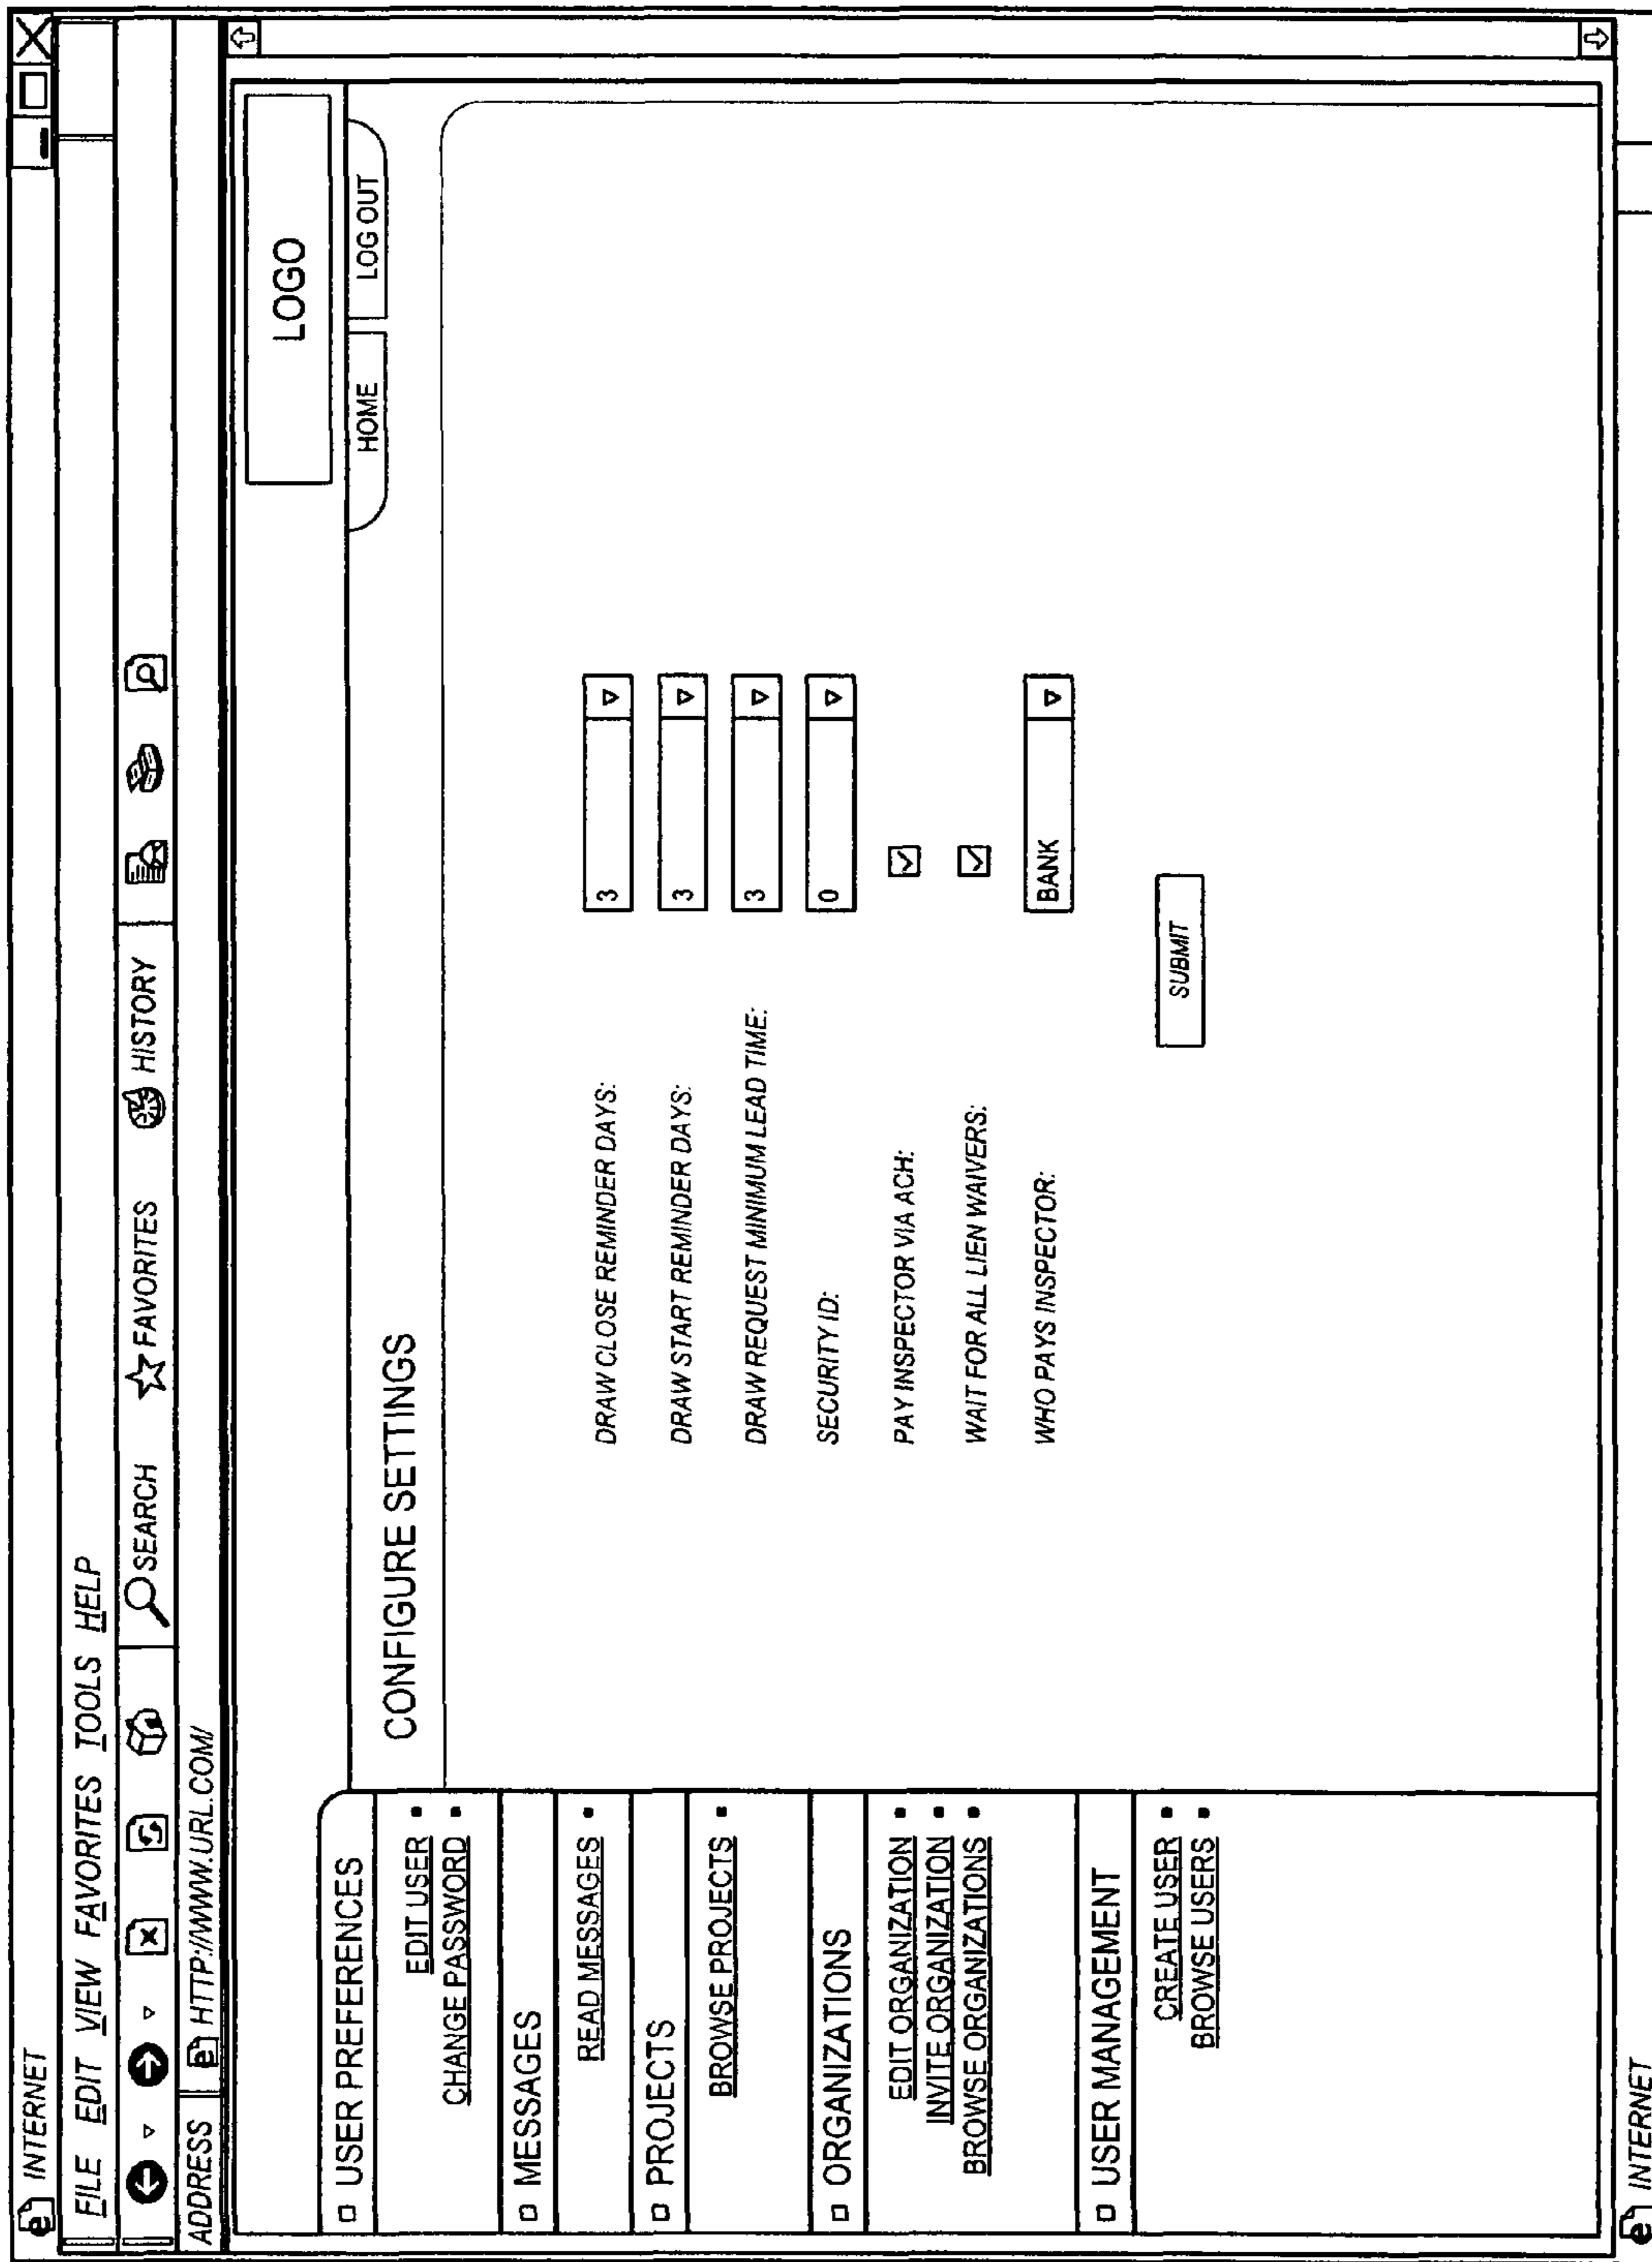 INTERNET
FILE EDIT VIEW FAVORITES TOOLS HELP
SEARCH FAVORITES HISTORY
ADDRESS HTTP://WWW.URL.COM/
LOGO
HOME LOG OUT
USER PREFERENCES
EDIT USER
CHANGE PASSWORD
MESSAGES
READ MESSAGES
PROJECTS
BROWSE PROJECTS
ORGANIZATIONS
EDIT ORGANIZATION
INVITE ORGANIZATION
BROWSE ORGANIZATIONS
USER MANAGEMENT
CREATE USER
BROWSE USERS
CONFIGURE SETTINGS
DRAW CLOSE REMINDER DAYS: 3
DRAW START REMINDER DAYS: 3
DRAW REQUEST MINIMUM LEAD TIME: 3
SECURITY ID: 0
PAY INSPECTOR VIA ACH:
WAIT FOR ALL LIEN WAIVERS:
WHO PAYS INSPECTOR: BANK
SUBMIT
INTERNET